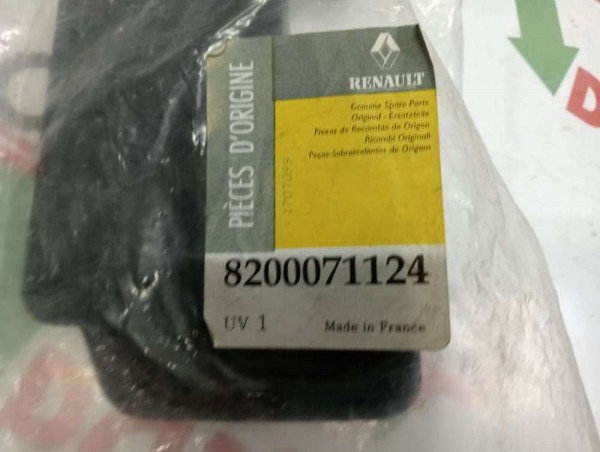 RENAULT
PIÈCES D'ORIGINE
Genuine Spare Parts
Original - Ersatzteile
Piezas de Recambio de Origen
Ricambi Originali
Peças-Sobresselentes de Origem
8200071124
UV 1
Made in France